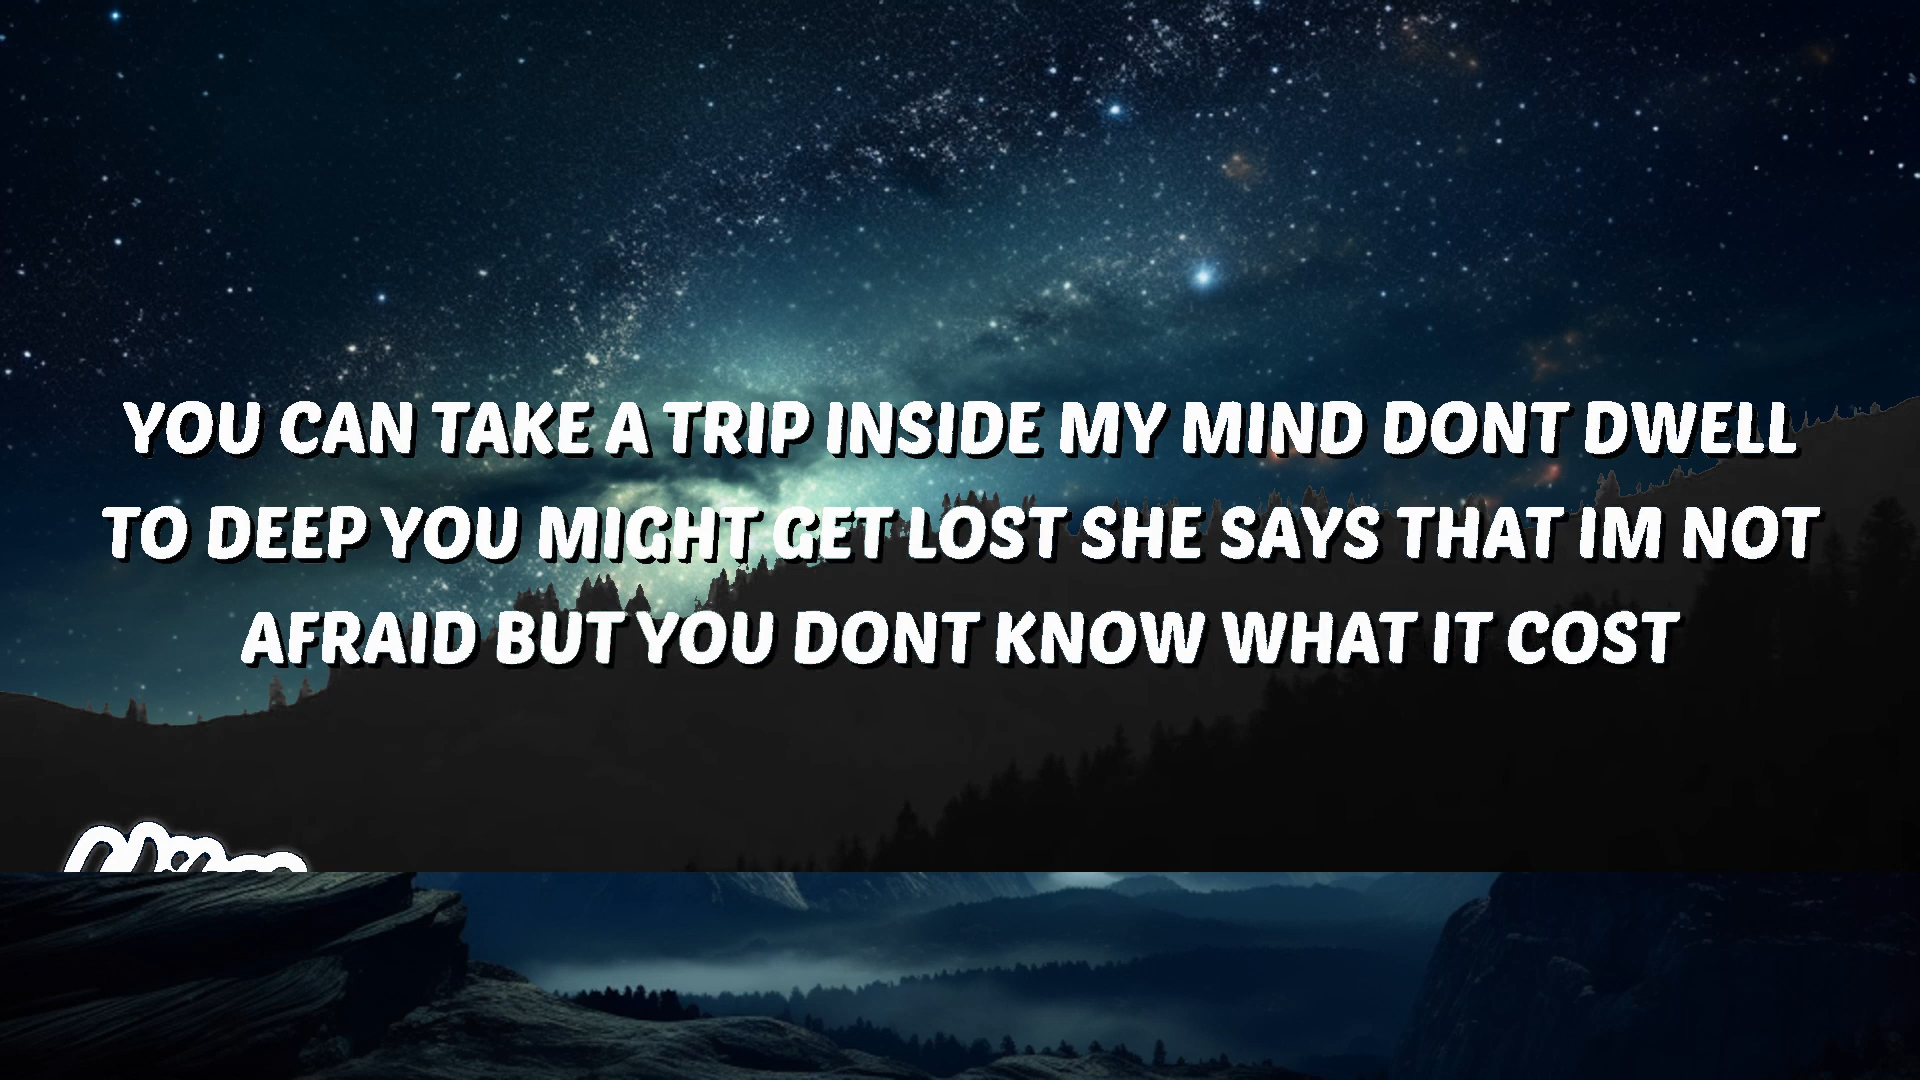 YOU CAN TAKE A TRIP INSIDE MY MIND DONT DWELL
TO DEEP YOU MIGHT GET LOST SHE SAYS THAT IM NOT
AFRAID BUT YOU DONT KNOW WHAT IT COST